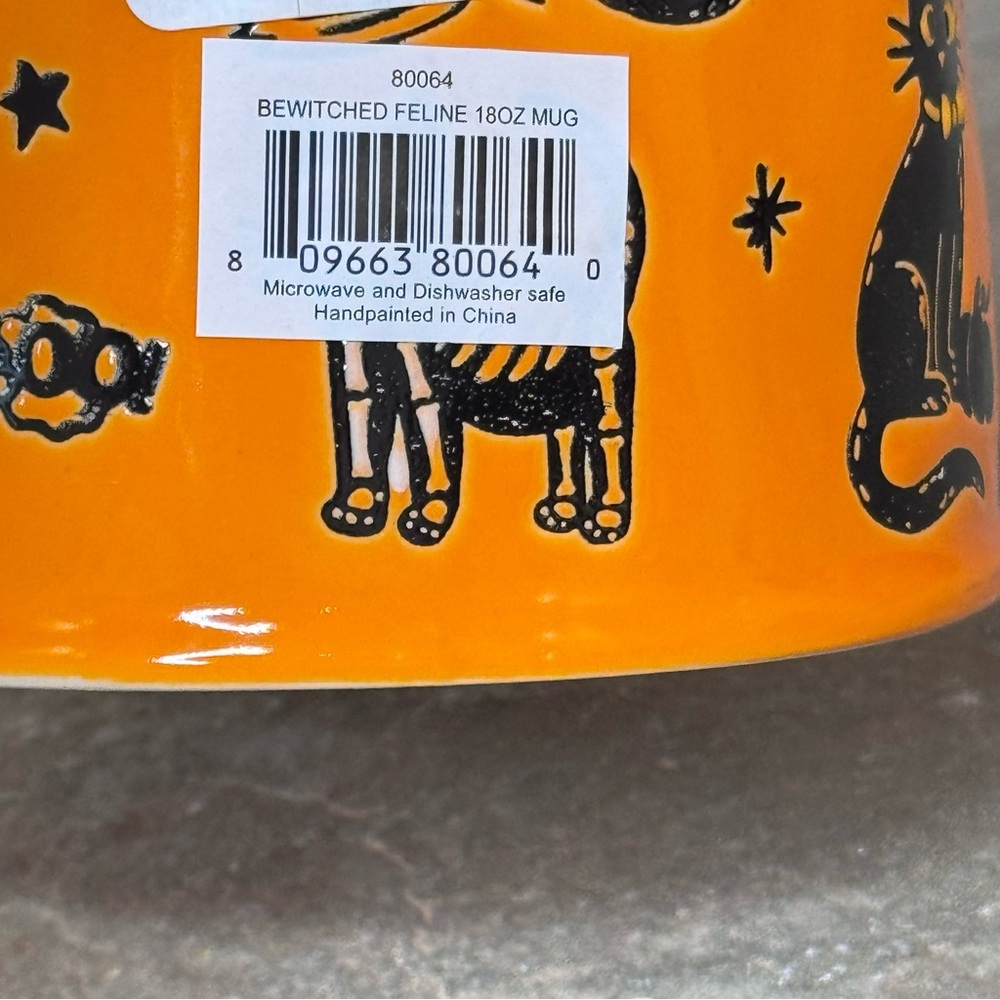 80064
BEWITCHED FELINE 18OZ MUG
8 09663 80064 0
Microwave and Dishwasher safe
Handpainted in China